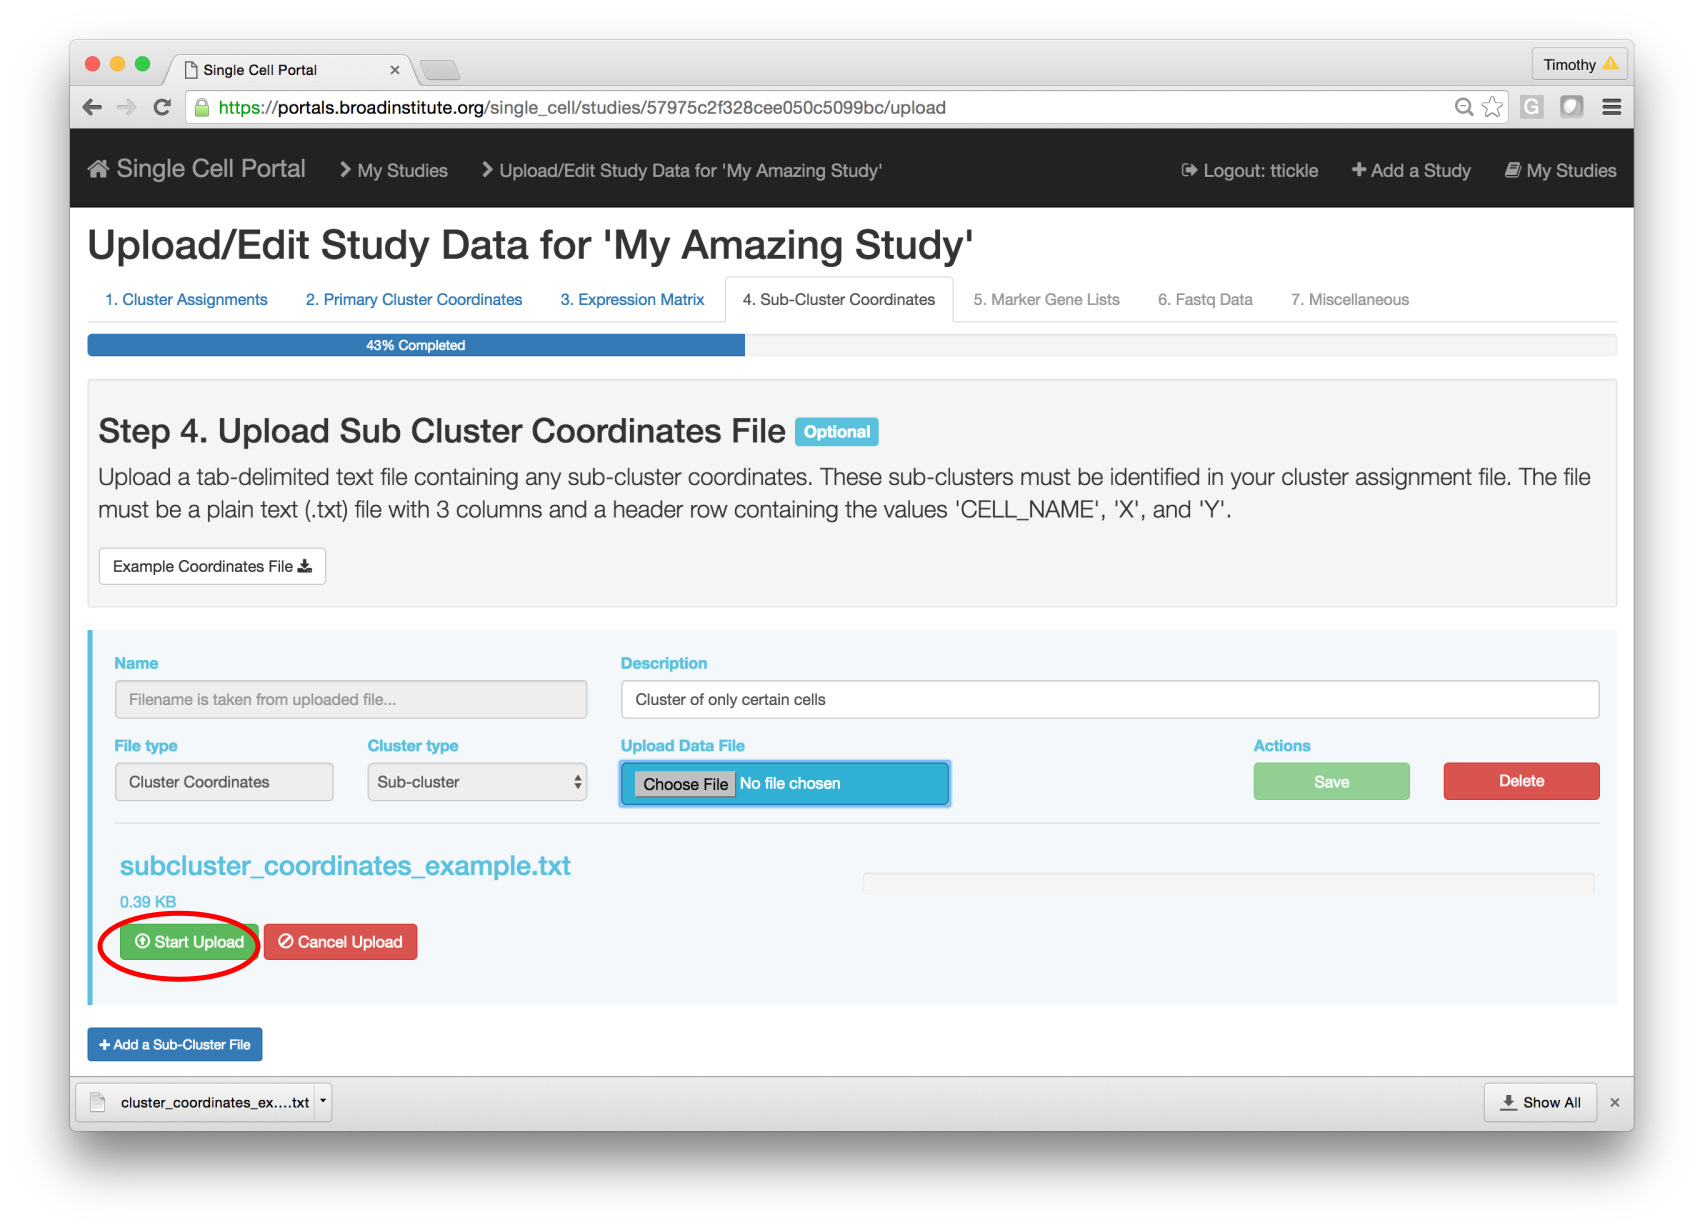 Single Cell Portal
Timothy
https://portals.broadinstitute.org/single_cell/studies/57975c2f328cee050c5099bc/upload
G
Single Cell Portal
My Studies
Upload/Edit Study Data for 'My Amazing Study'
Logout: ttickle
Add a Study
My Studies
Upload/Edit Study Data for 'My Amazing Study'
1. Cluster Assignments
2. Primary Cluster Coordinates
3. Expression Matrix
4. Sub-Cluster Coordinates
5. Marker Gene Lists
6. Fastq Data
7. Miscellaneous
43% Completed
Step 4. Upload Sub Cluster Coordinates File Optional
Upload a tab-delimited text file containing any sub-cluster coordinates. These sub-clusters must be identified in your cluster assignment file. The file
must be a plain text (.txt) file with 3 columns and a header row containing the values 'CELL_NAME', 'X', and 'Y'.
Example Coordinates File
Name
Description
Filename is taken from uploaded file...
Cluster of only certain cells
File type
Cluster type
Upload Data File
Actions
Cluster Coordinates
Sub-cluster
Choose File No file chosen
Save
Delete
subcluster_coordinates_example.txt
0.39 KB
Start Upload
Cancel Upload
+ Add a Sub-Cluster File
cluster_coordinates_ex....txt
Show All